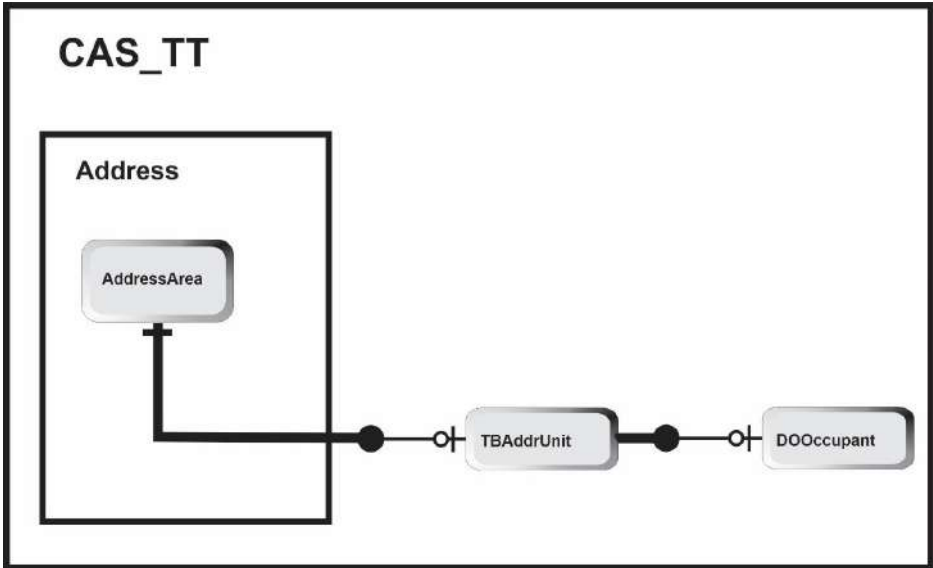 CAS_TT
Address
AddressArea
TBAddrUnit
DOOccupant